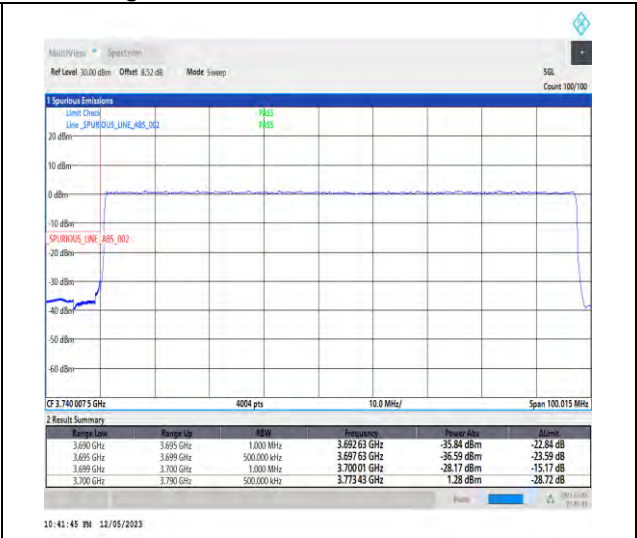 MultiView Spectrum
Ref Level 30.00 dBm Offset 8.52 dB Mode Sweep SGL
Count 100/100
1 Spurious Emissions
Limit Check PASS
Line _SPURIOUS_LINE_ABS_002 PASS
20 dBm
10 dBm
0 dBm
-10 dBm
_SPURIOUS_LINE_ABS_002
-20 dBm
-30 dBm
-40 dBm
-50 dBm
-60 dBm
CF 3.740 007 5 GHz 4004 pts 10.0 MHz/ Span 100.015 MHz
2 Result Summary
Range Low Range Up RBW Frequency Power Abs ΔLimit
3.690 GHz 3.695 GHz 1.000 MHz 3.692 63 GHz -35.84 dBm -22.84 dB
3.695 GHz 3.699 GHz 500.000 kHz 3.697 63 GHz -36.59 dBm -23.59 dB
3.699 GHz 3.700 GHz 1.000 MHz 3.700 01 GHz -28.17 dBm -15.17 dB
3.700 GHz 3.790 GHz 500.000 kHz 3.773 43 GHz 1.28 dBm -28.72 dB
10:41:45 PM 12/05/2023